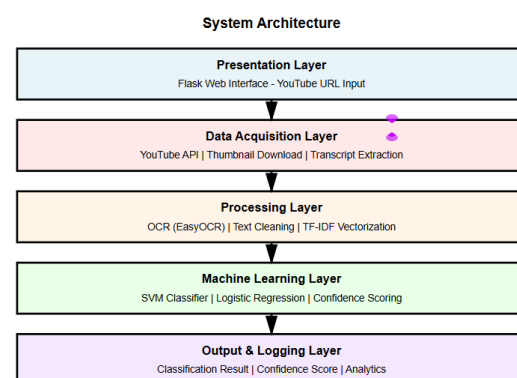 System Architecture
Presentation Layer
Flask Web Interface - YouTube URL Input
Data Acquisition Layer
YouTube API | Thumbnail Download | Transcript Extraction
Processing Layer
OCR (EasyOCR) | Text Cleaning | TF-IDF Vectorization
Machine Learning Layer
SVM Classifier | Logistic Regression | Confidence Scoring
Output & Logging Layer
Classification Result | Confidence Score | Analytics